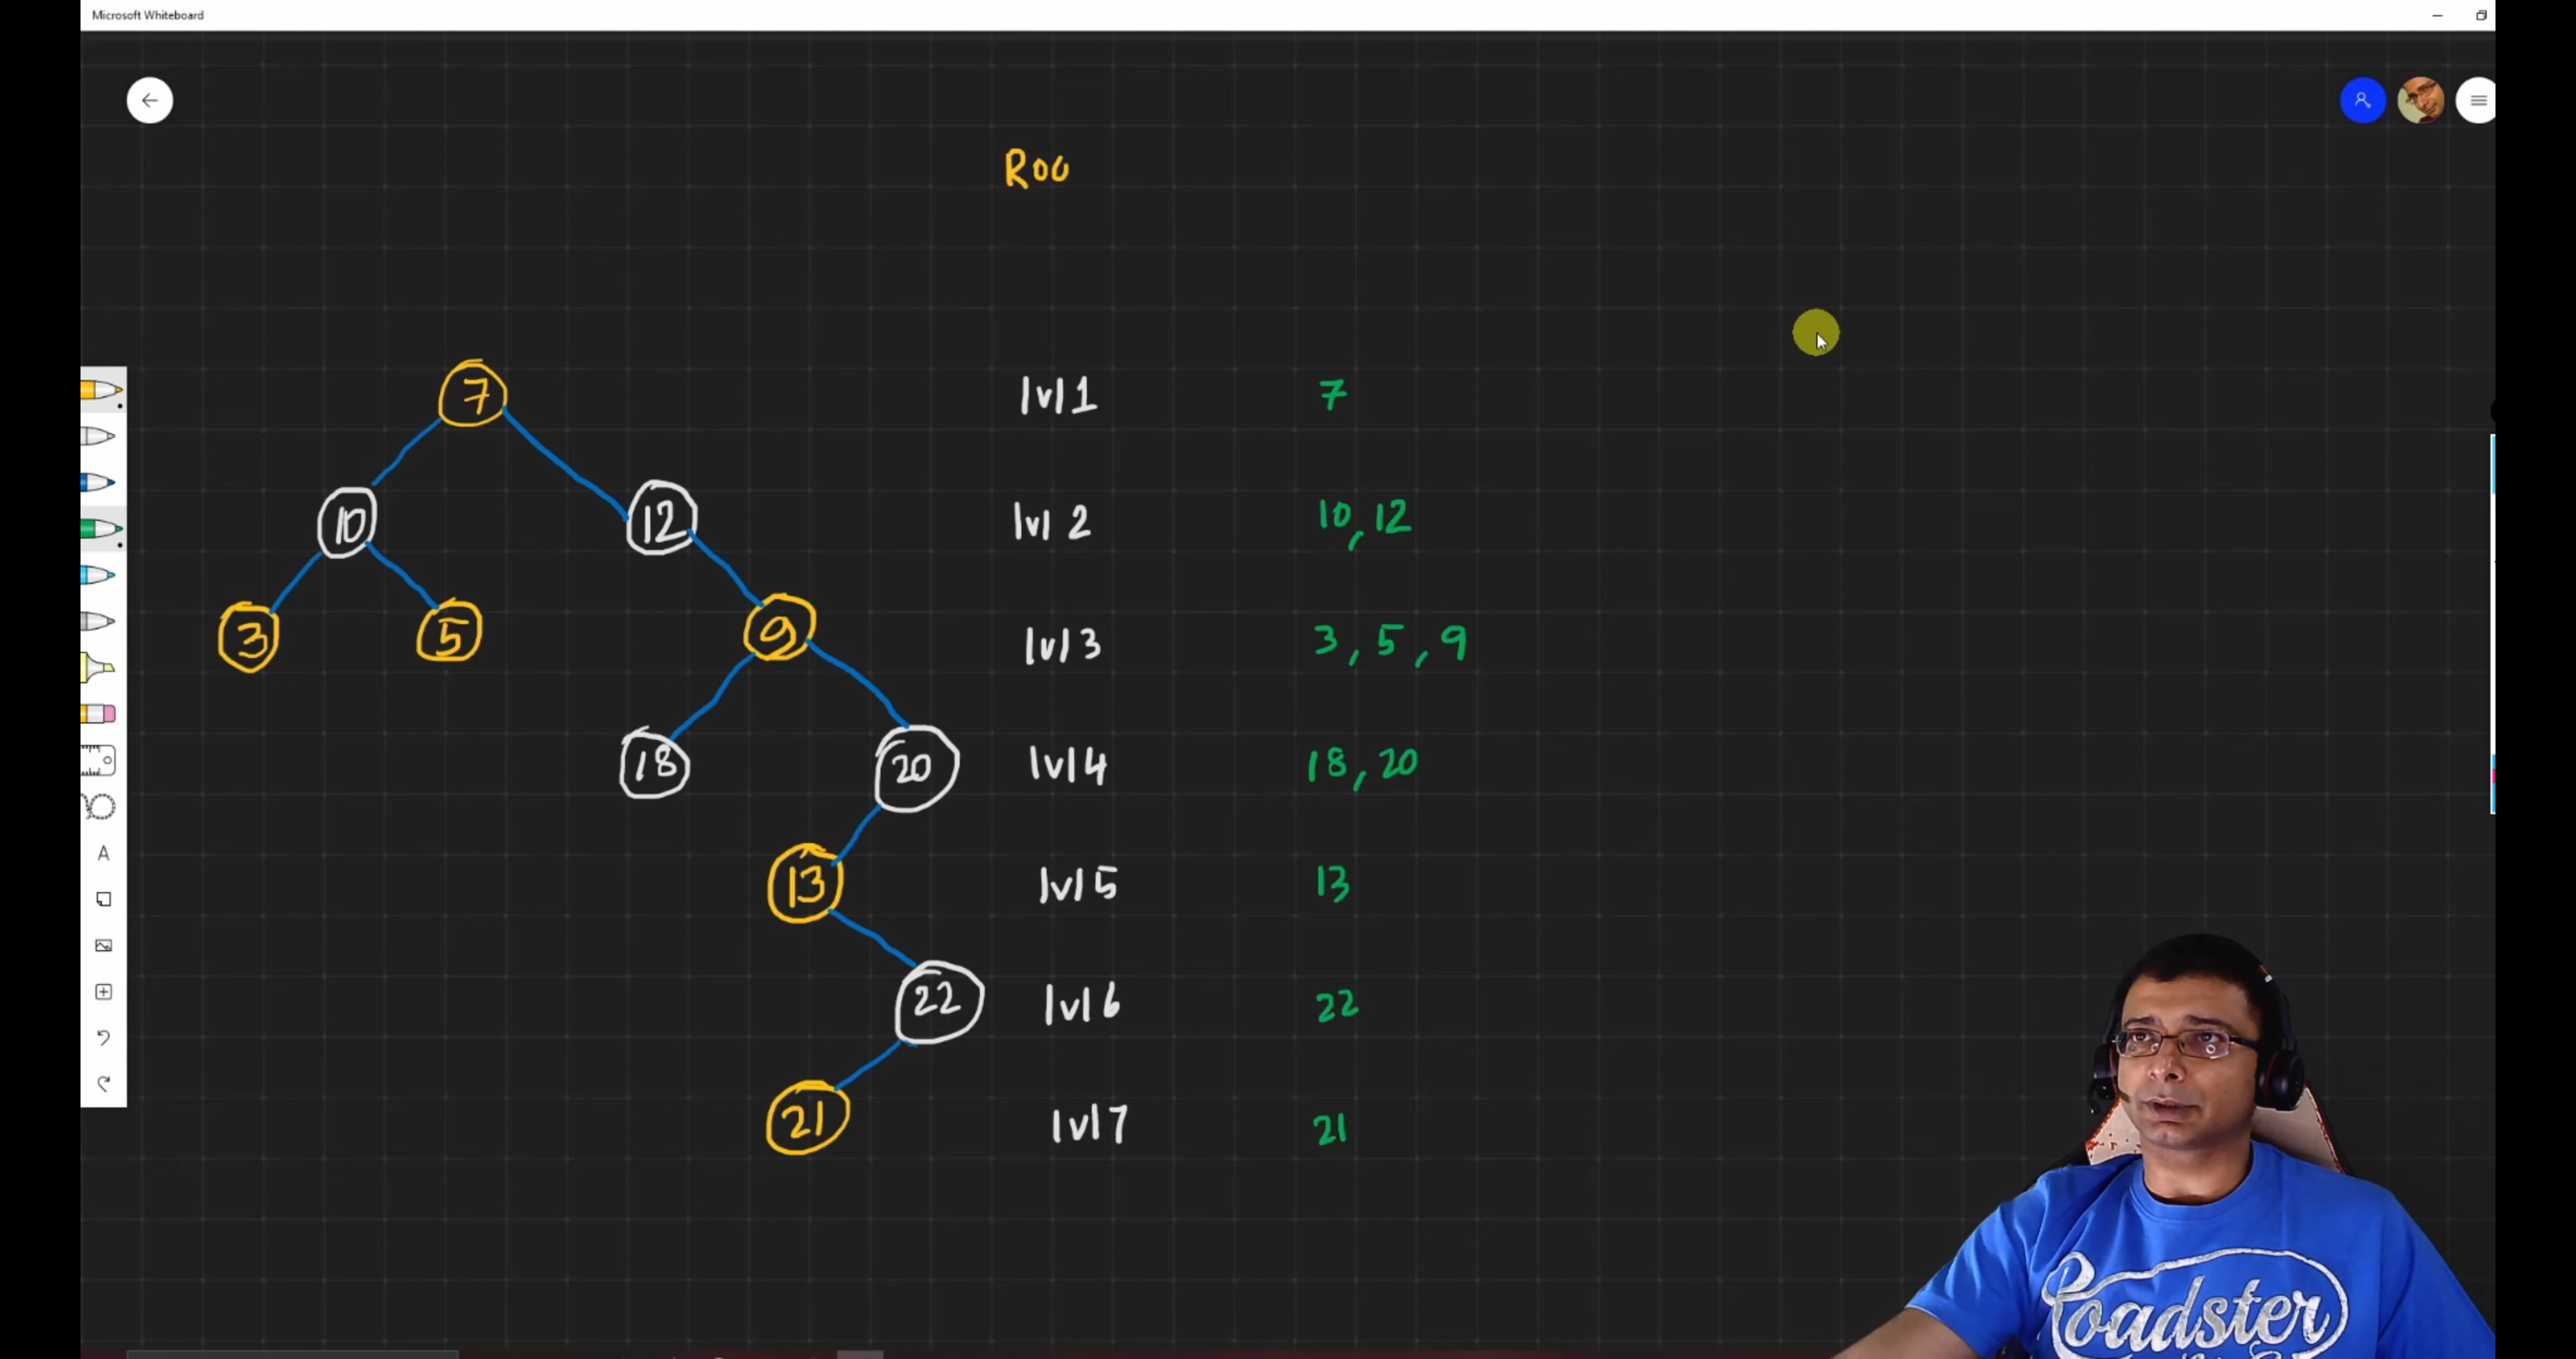 Microsoft Whiteboard
Roo
7 lvl 1 7
10 12 lvl 2 10, 12
3 5 9 lvl 3 3, 5, 9
18 20 lvl 4 18, 20
A
13 lvl 5 13
22 lvl 6 22
21 lvl 7 21
Roadster